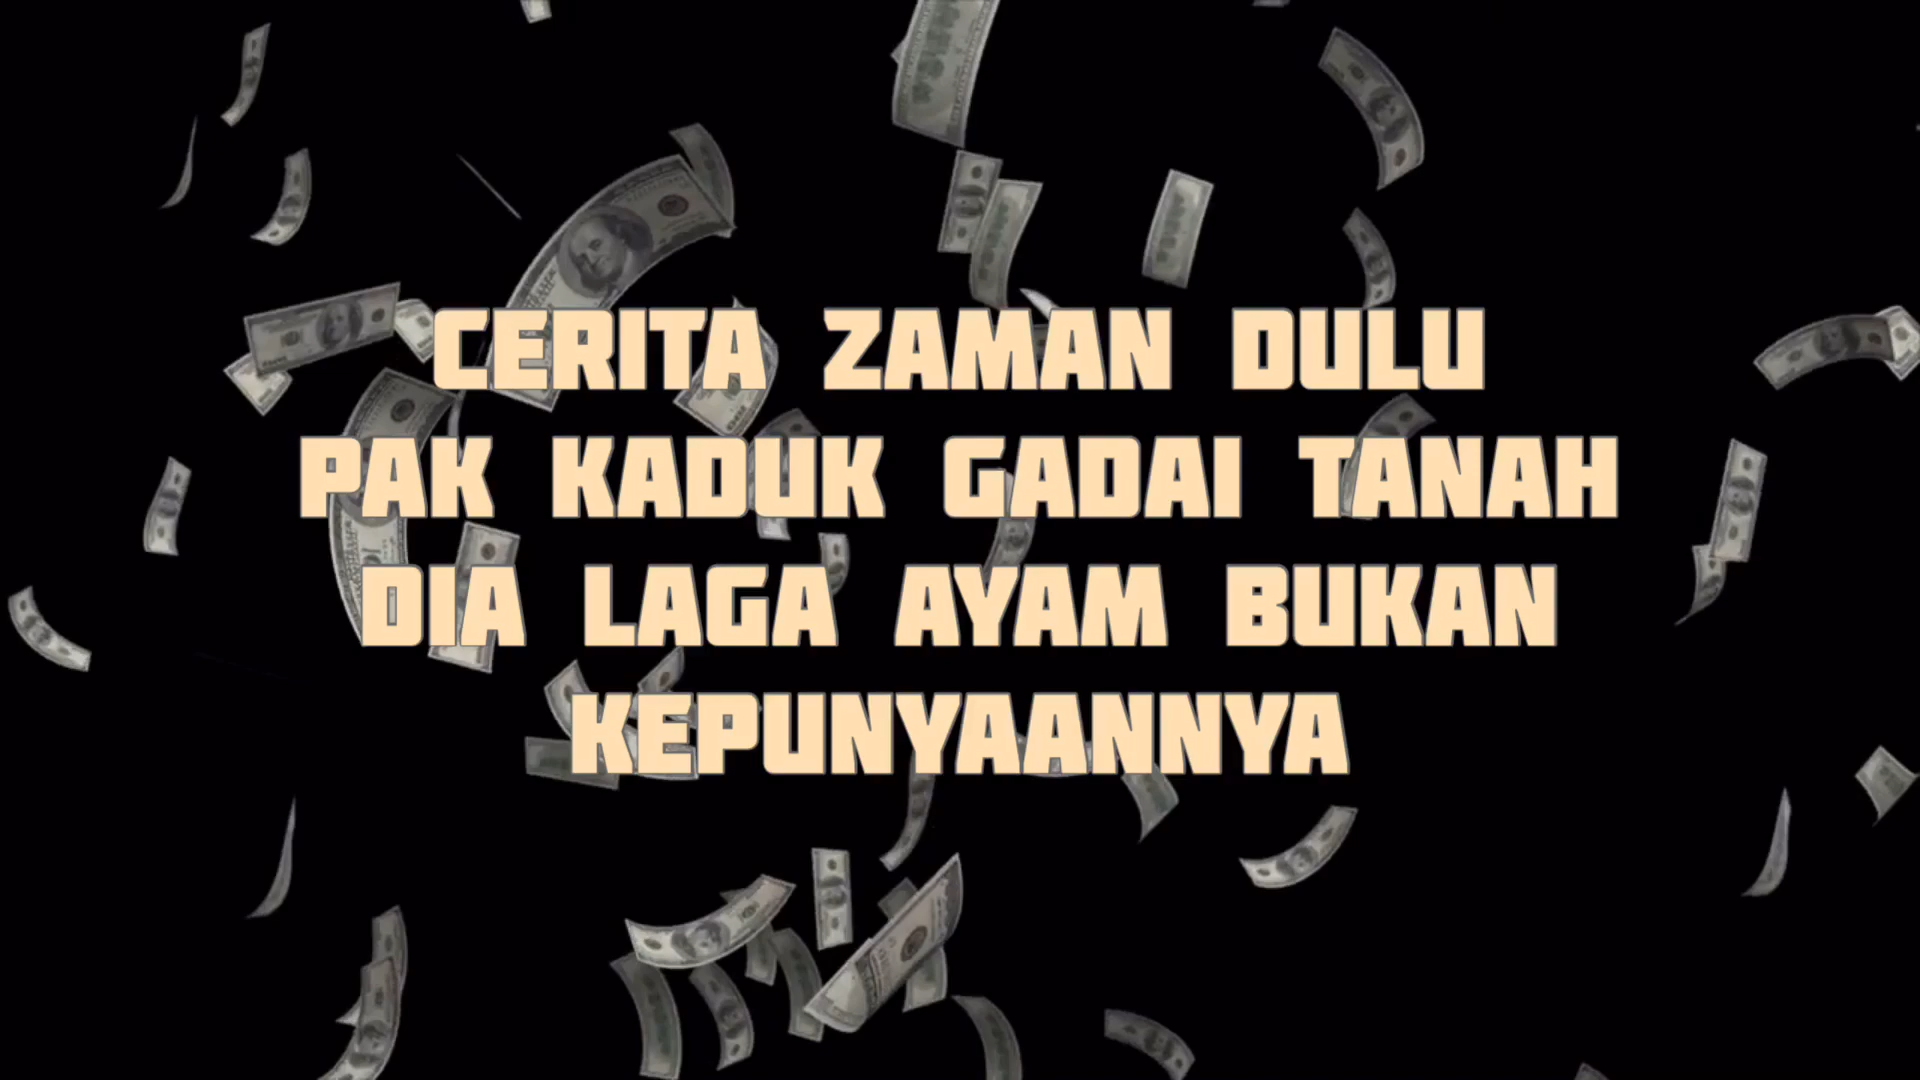 CERITA ZAMAN DULU
PAK KADUK GADAI TANAH
DIA LAGA AYAM BUKAN
KEPUNYAANNYA